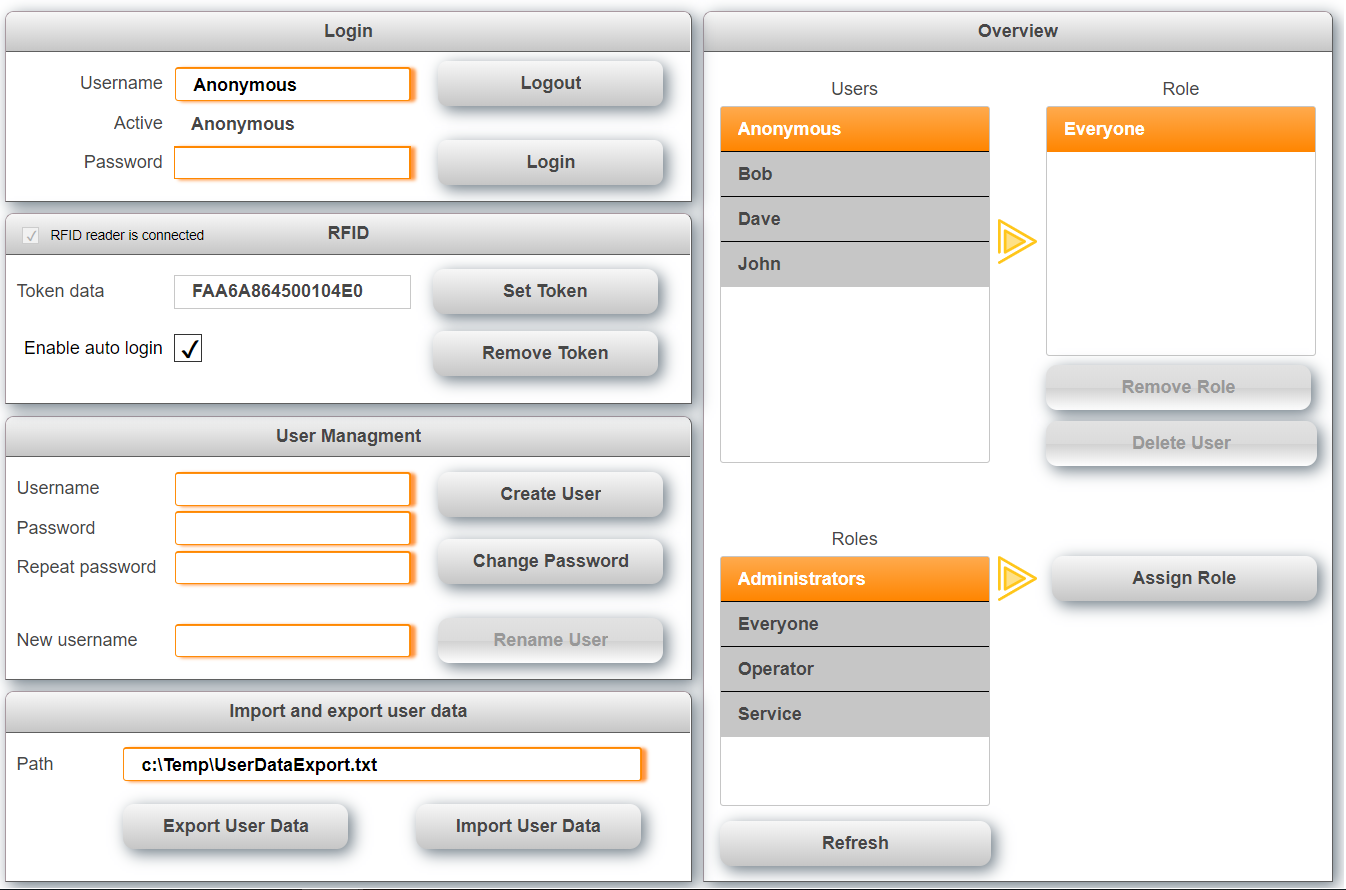 Login
Username
Anonymous
Logout
Active
Anonymous
Password
Login
RFID reader is connected
RFID
Token data
FAA6A864500104E0
Set Token
Enable auto login
Remove Token
User Managment
Username
Create User
Password
Repeat password
Change Password
New username
Rename User
Import and export user data
Path
c:\Temp\UserDataExport.txt
Export User Data
Import User Data
Overview
Users
Anonymous
Bob
Dave
John
Role
Everyone
Remove Role
Delete User
Roles
Administrators
Everyone
Operator
Service
Assign Role
Refresh